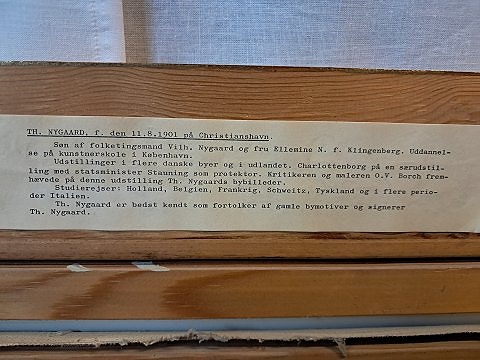 TH. NYGAARD, f. den 11.8.1901 på Christianshavn.
Søn af folketingsmand Vilh. Nygaard og fru Ellemine N. f. Klingenberg. Uddannel-
se på kunstnerskole i København.
Udstillinger i flere danske byer og i udlandet. Charlottenborg på en særudstil-
ling med statsminister Stauning som protektor. Kritikeren og maleren O.V. Borch frem-
hævede på denne udstilling Th. Nygaards bybilleder.
Studierejser: Holland, Belgien, Frankrig, Schweitz, Tyskland og i flere perio-
der Italien.
Th. Nygaard er bedst kendt som fortolker af gamle bymotiver og signerer
Th. Nygaard.